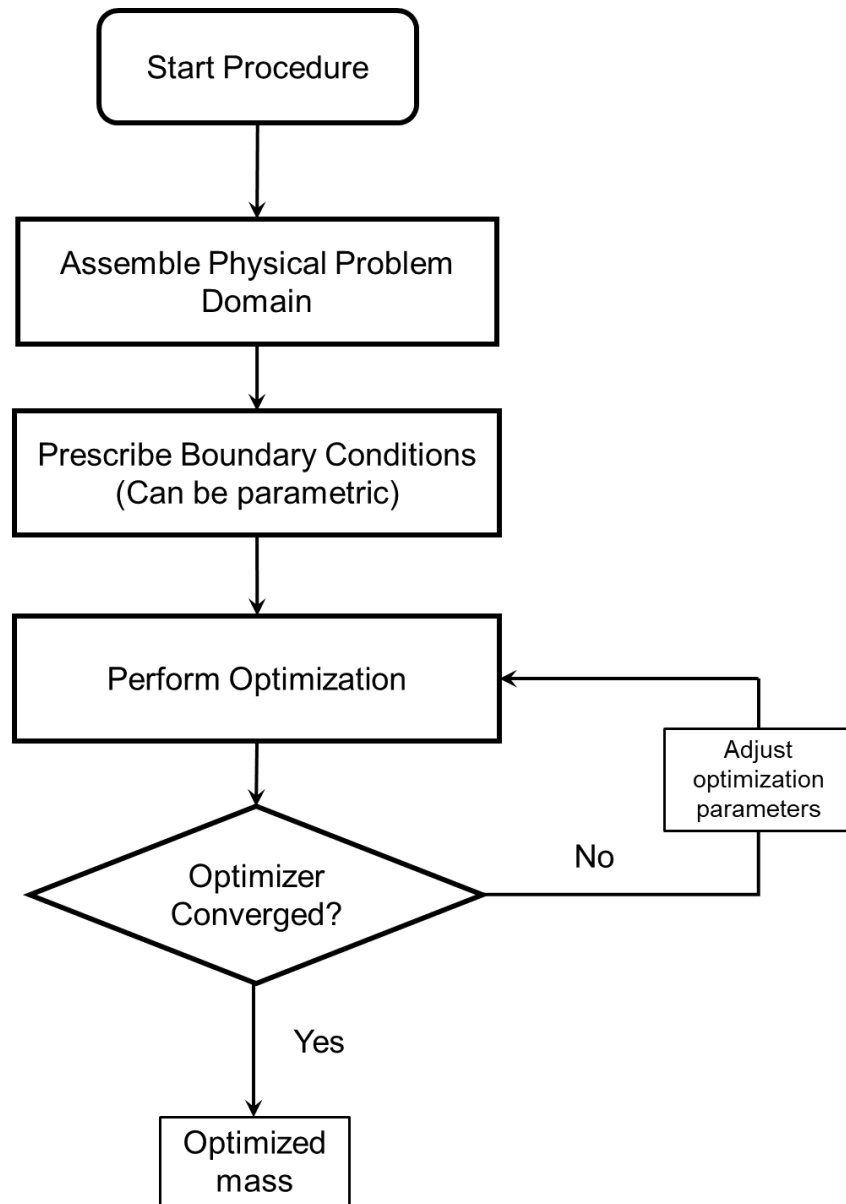 Start Procedure
Assemble Physical Problem
Domain
Prescribe Boundary Conditions
(Can be parametric)
Perform Optimization
Adjust
optimization
parameters
Optimizer
Converged?
No
Yes
Optimized
mass